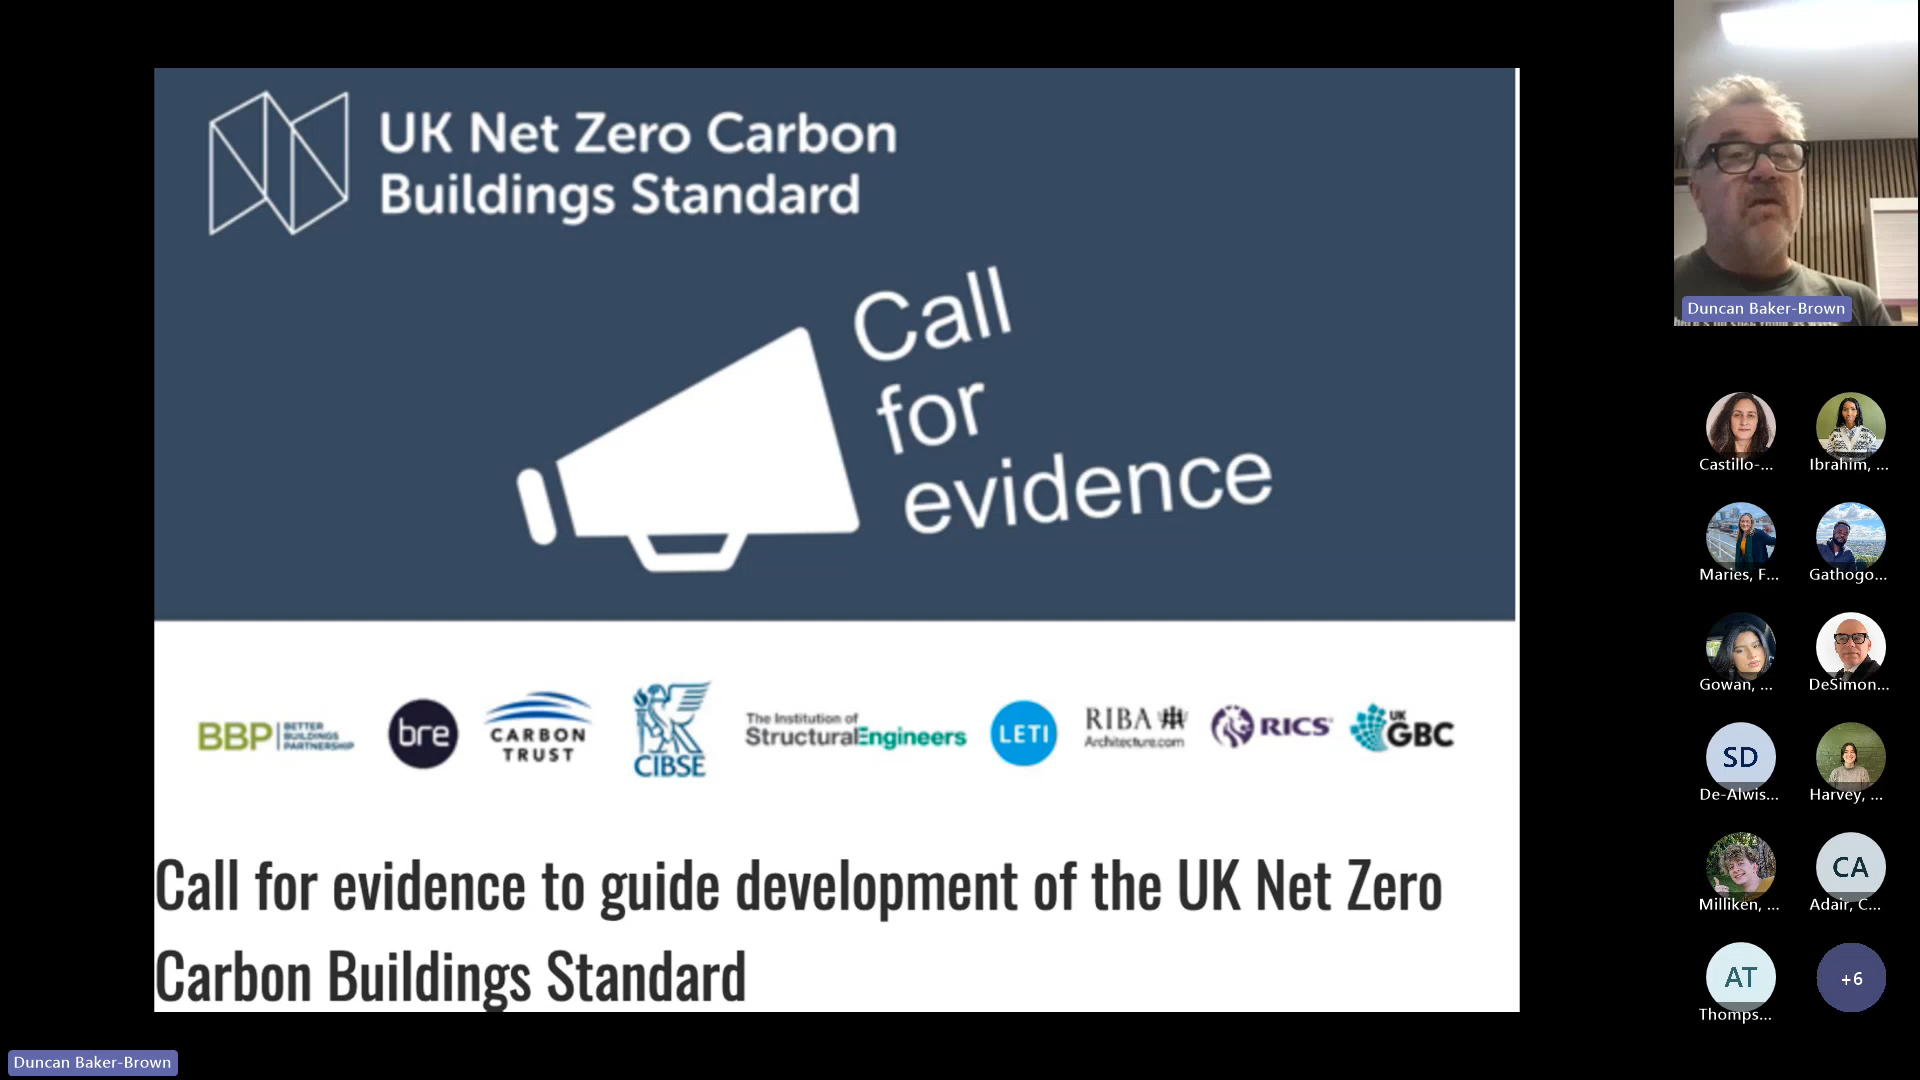 UK Net Zero Carbon
Buildings Standard
Call
for
evidence
BBP
BETTER
BUILDINGS
PARTNERSHIP
bre
CARBON
TRUST
CIBSE
The Institution of
StructuralEngineers
LETI
RIBA
Architecture.com
RICS
UK
GBC
Call for evidence to guide development of the UK Net Zero
Carbon Buildings Standard
Duncan Baker-Brown
Duncan Baker-Brown
Castillo-...
Ibrahim, ...
Maries, F...
Gathogo...
Gowan, ...
DeSimon...
SD
De-Alwis...
Harvey, ...
Milliken, ...
CA
Adair, C...
AT
Thomps...
+6